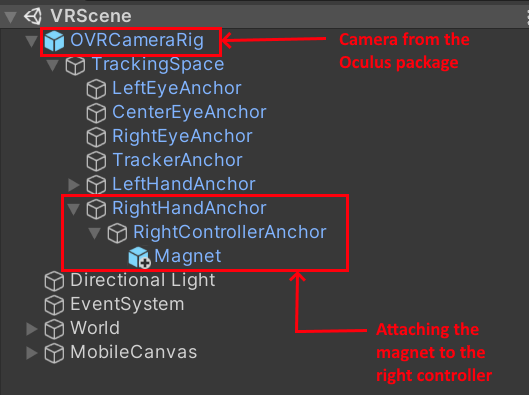 VRScene
OVRCameraRig
Camera from the
Oculus package
TrackingSpace
LeftEyeAnchor
CenterEyeAnchor
RightEyeAnchor
TrackerAnchor
LeftHandAnchor
RightHandAnchor
RightControllerAnchor
Magnet
Directional Light
EventSystem
World
MobileCanvas
Attaching the
magnet to the
right controller